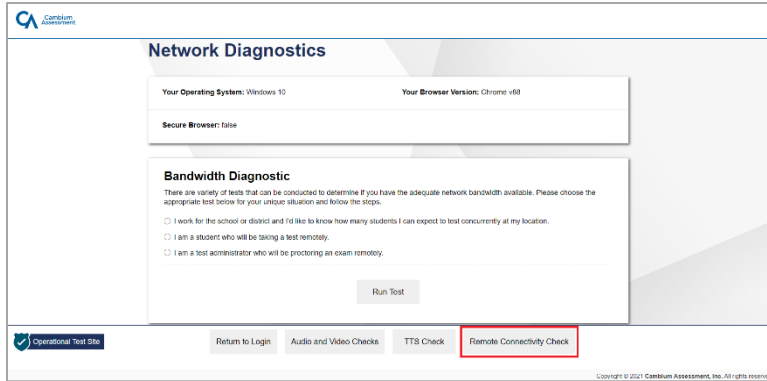 CA Cambium Assessment
Network Diagnostics
Your Operating System: Windows 10 Your Browser Version: Chrome v88
Secure Browser: false
Bandwidth Diagnostic
There are variety of tests that can be conducted to determine if you have the adequate network bandwidth available. Please choose the
appropriate test below for your unique situation and follow the steps.
I work for the school or district and I'd like to know how many students I can expect to test concurrently at my location.
I am a student who will be taking a test remotely.
I am a test administrator who will be proctoring an exam remotely.
Run Test
Operational Test Site Return to Login Audio and Video Checks TTS Check Remote Connectivity Check
Copyright © 2021 Cambium Assessment, Inc. All rights reserve